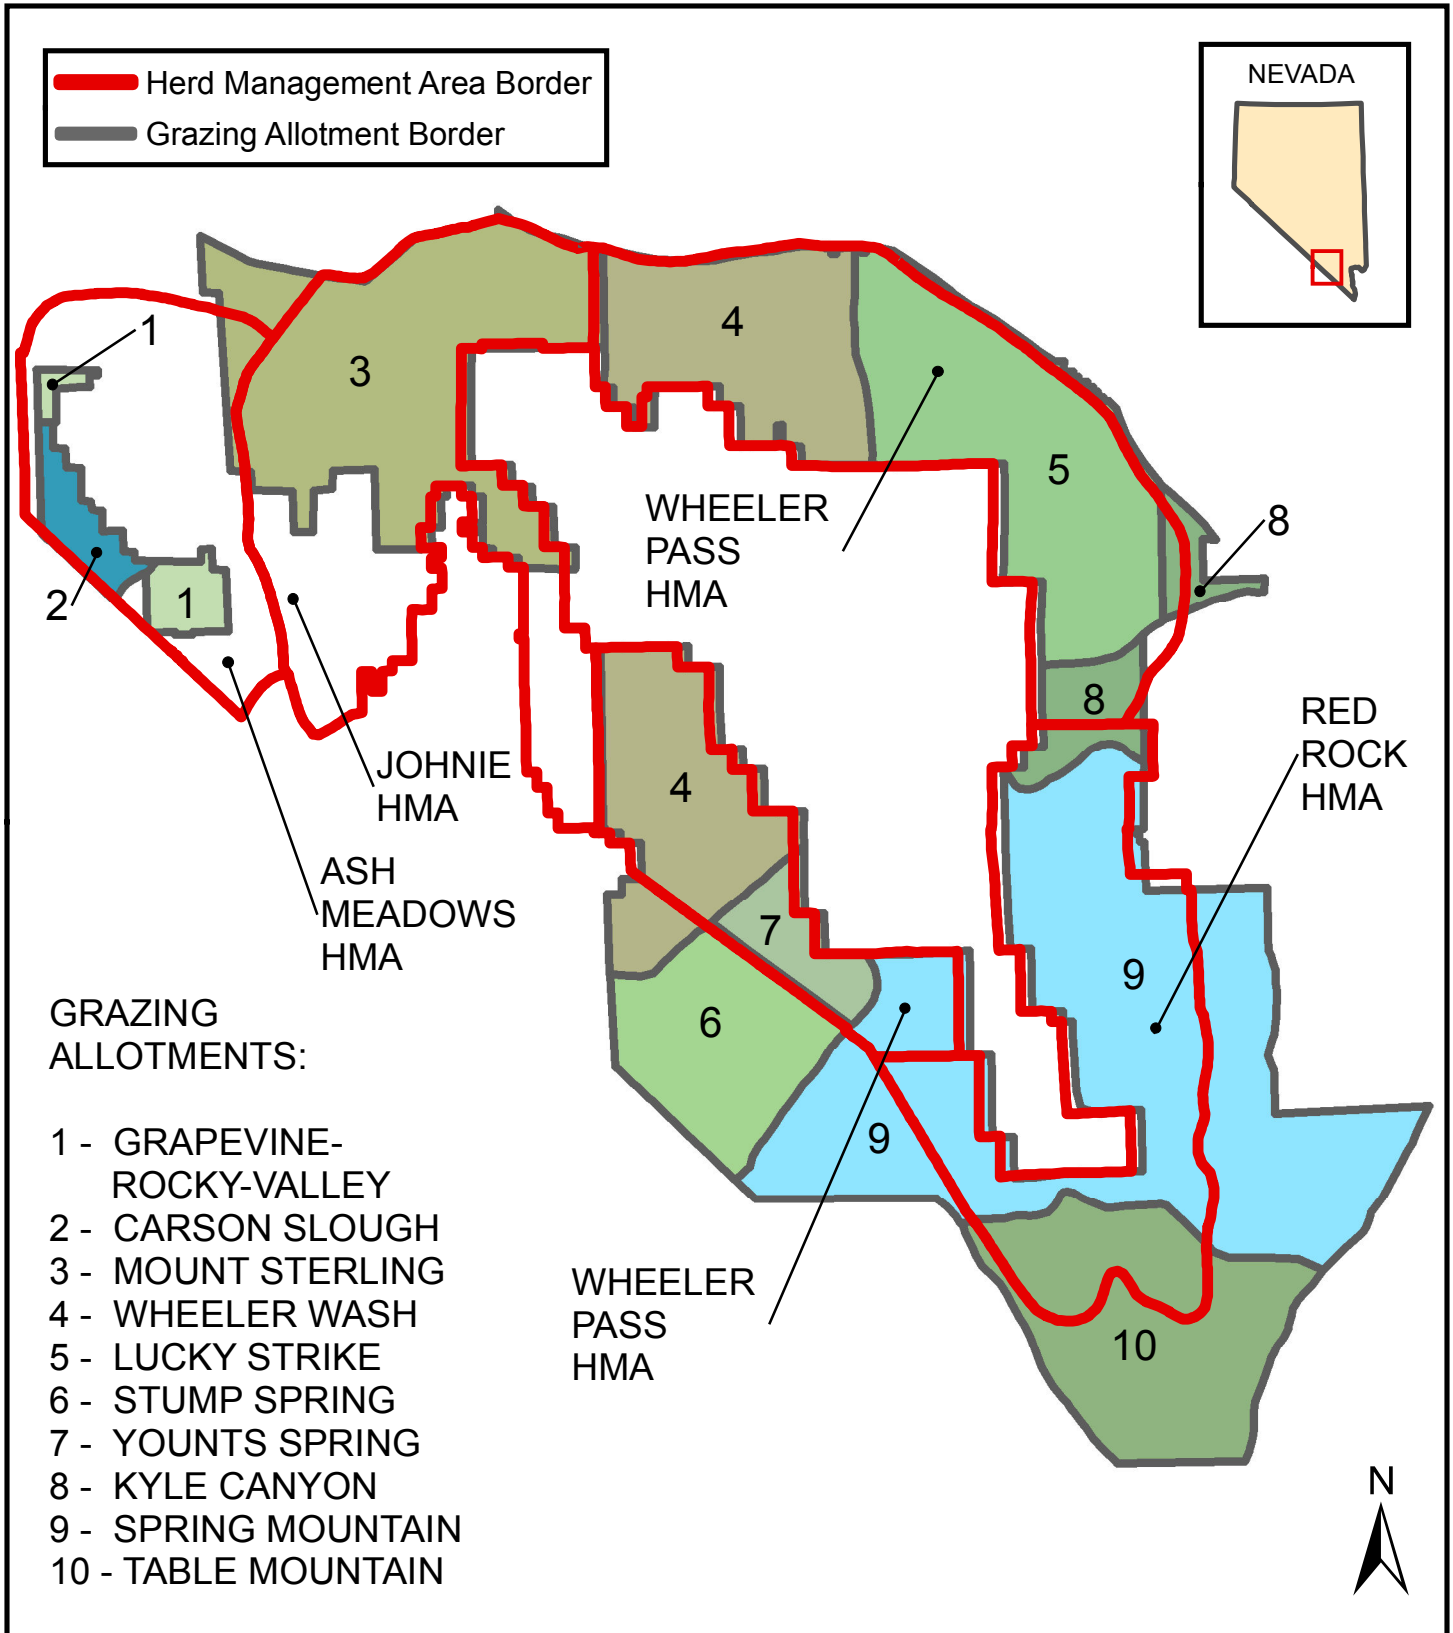 Herd Management Area Border
Grazing Allotment Border
NEVADA
1
3
4
WHEELER
PASS
HMA
5
8
2
1
8
RED
ROCK
HMA
JOHNIE
HMA
4
ASH
MEADOWS
HMA
7
9
6
9
GRAZING
ALLOTMENTS:
1 - GRAPEVINE-
ROCKY-VALLEY
2 - CARSON SLOUGH
3 - MOUNT STERLING
4 - WHEELER WASH
5 - LUCKY STRIKE
6 - STUMP SPRING
7 - YOUNTS SPRING
8 - KYLE CANYON
9 - SPRING MOUNTAIN
10 - TABLE MOUNTAIN
WHEELER
PASS
HMA
10
N